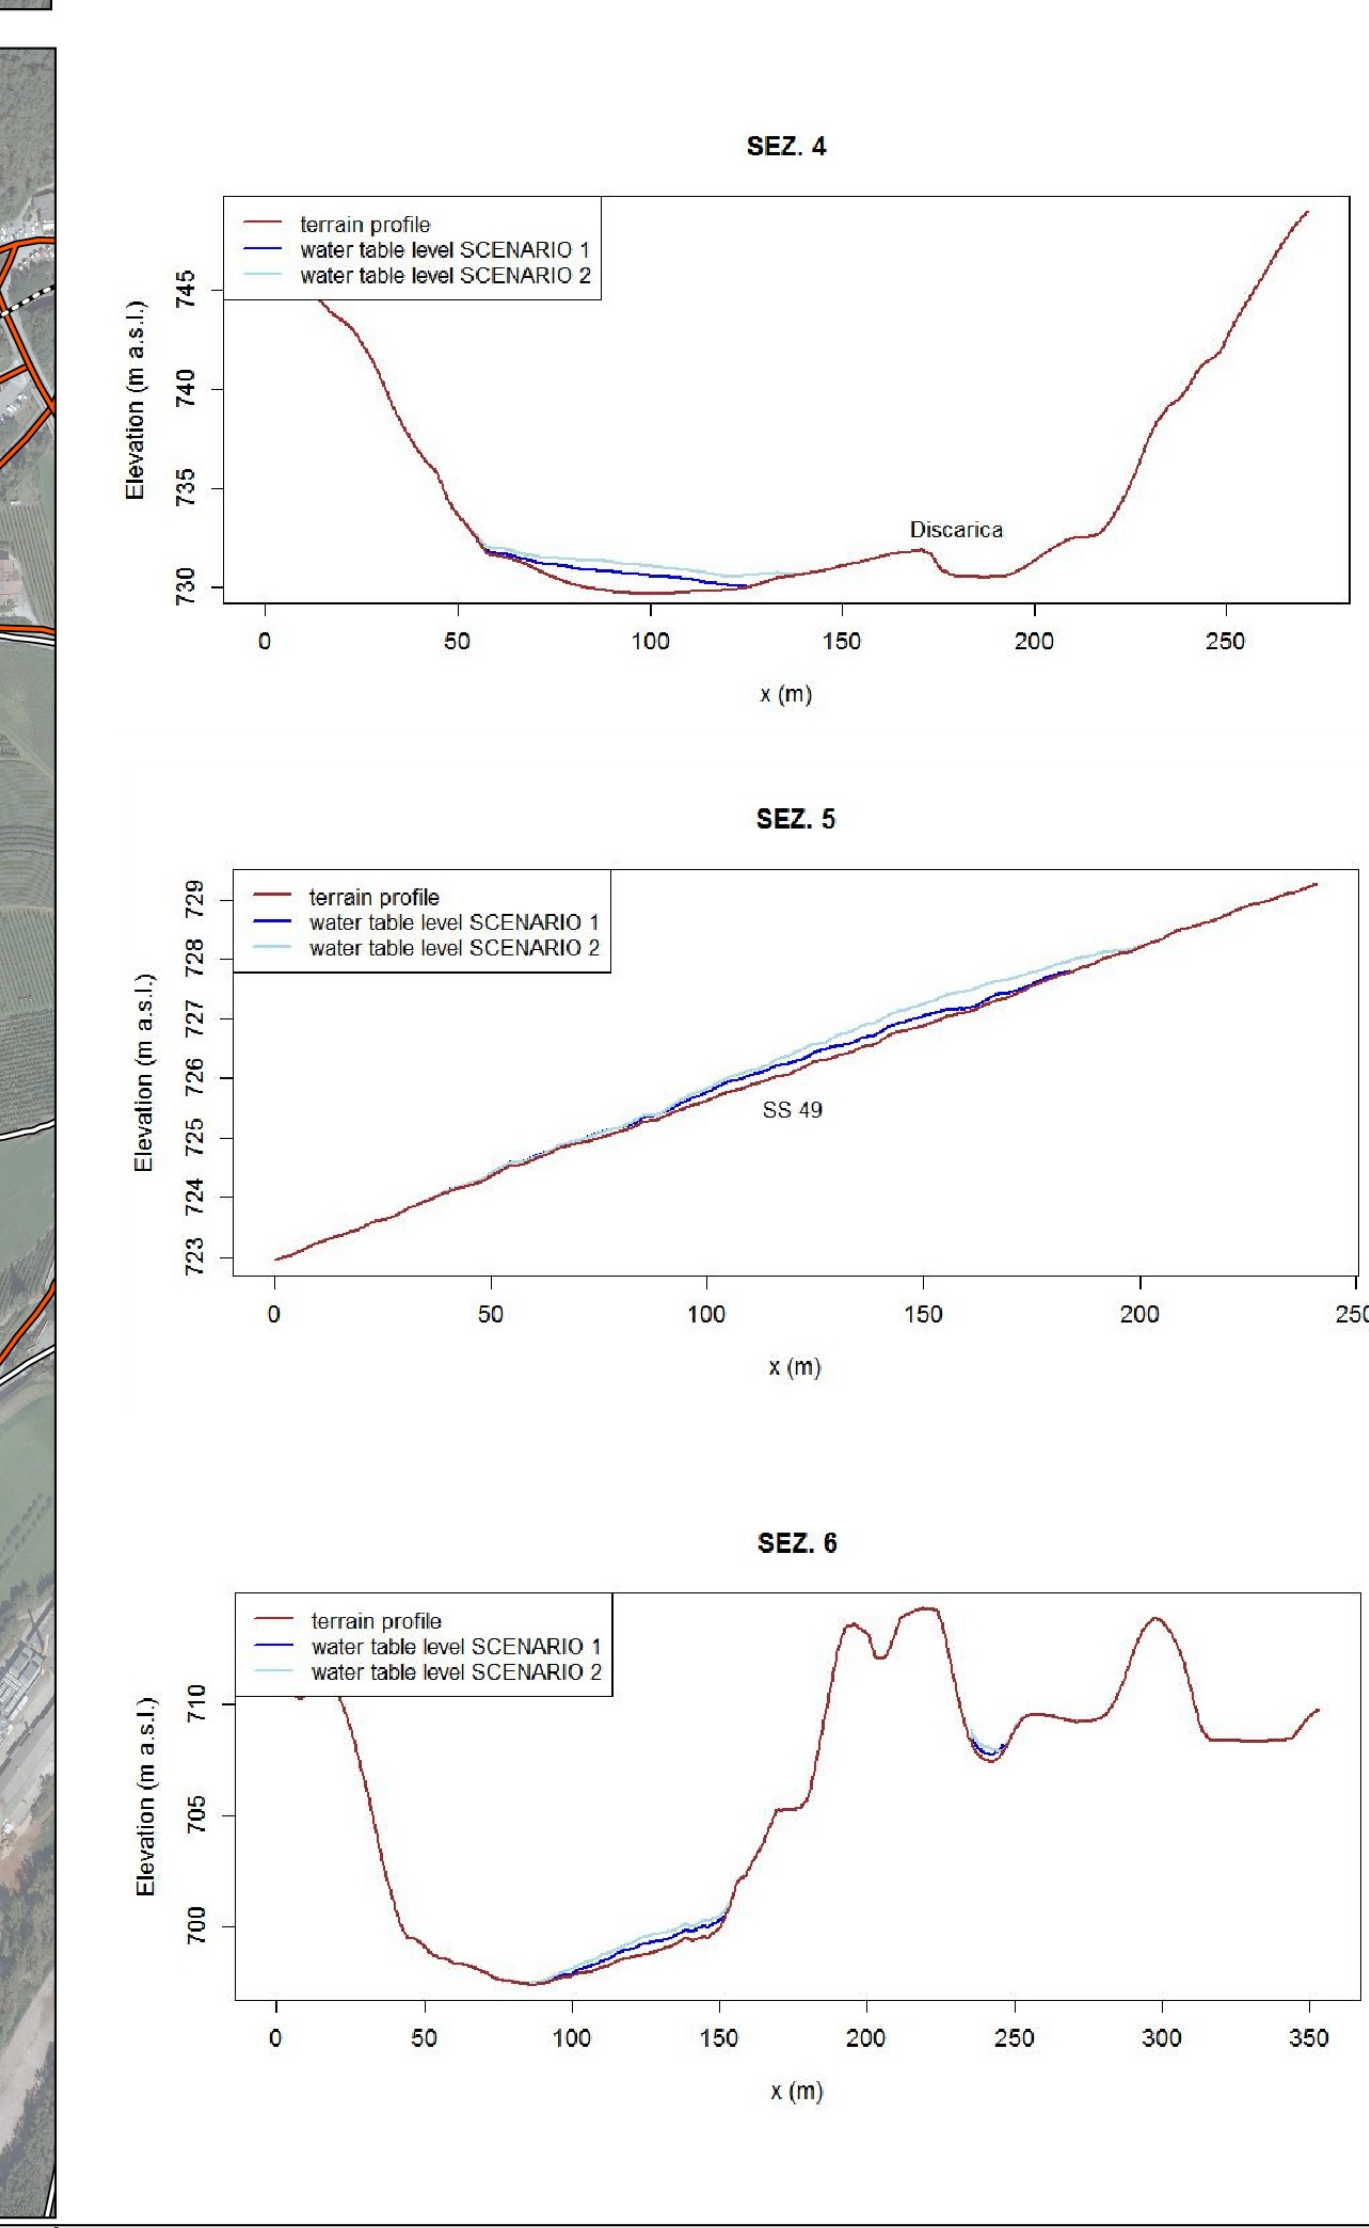 SEZ. 4
terrain profile
water table level SCENARIO 1
water table level SCENARIO 2
Elevation (m a.s.l.)
745
740
735
730
Discarica
0 50 100 150 200 250
x (m)
SEZ. 5
terrain profile
water table level SCENARIO 1
water table level SCENARIO 2
Elevation (m a.s.l.)
729
728
727
726
725
724
723
SS 49
0 50 100 150 200 250
x (m)
SEZ. 6
terrain profile
water table level SCENARIO 1
water table level SCENARIO 2
Elevation (m a.s.l.)
710
705
700
0 50 100 150 200 250 300 350
x (m)